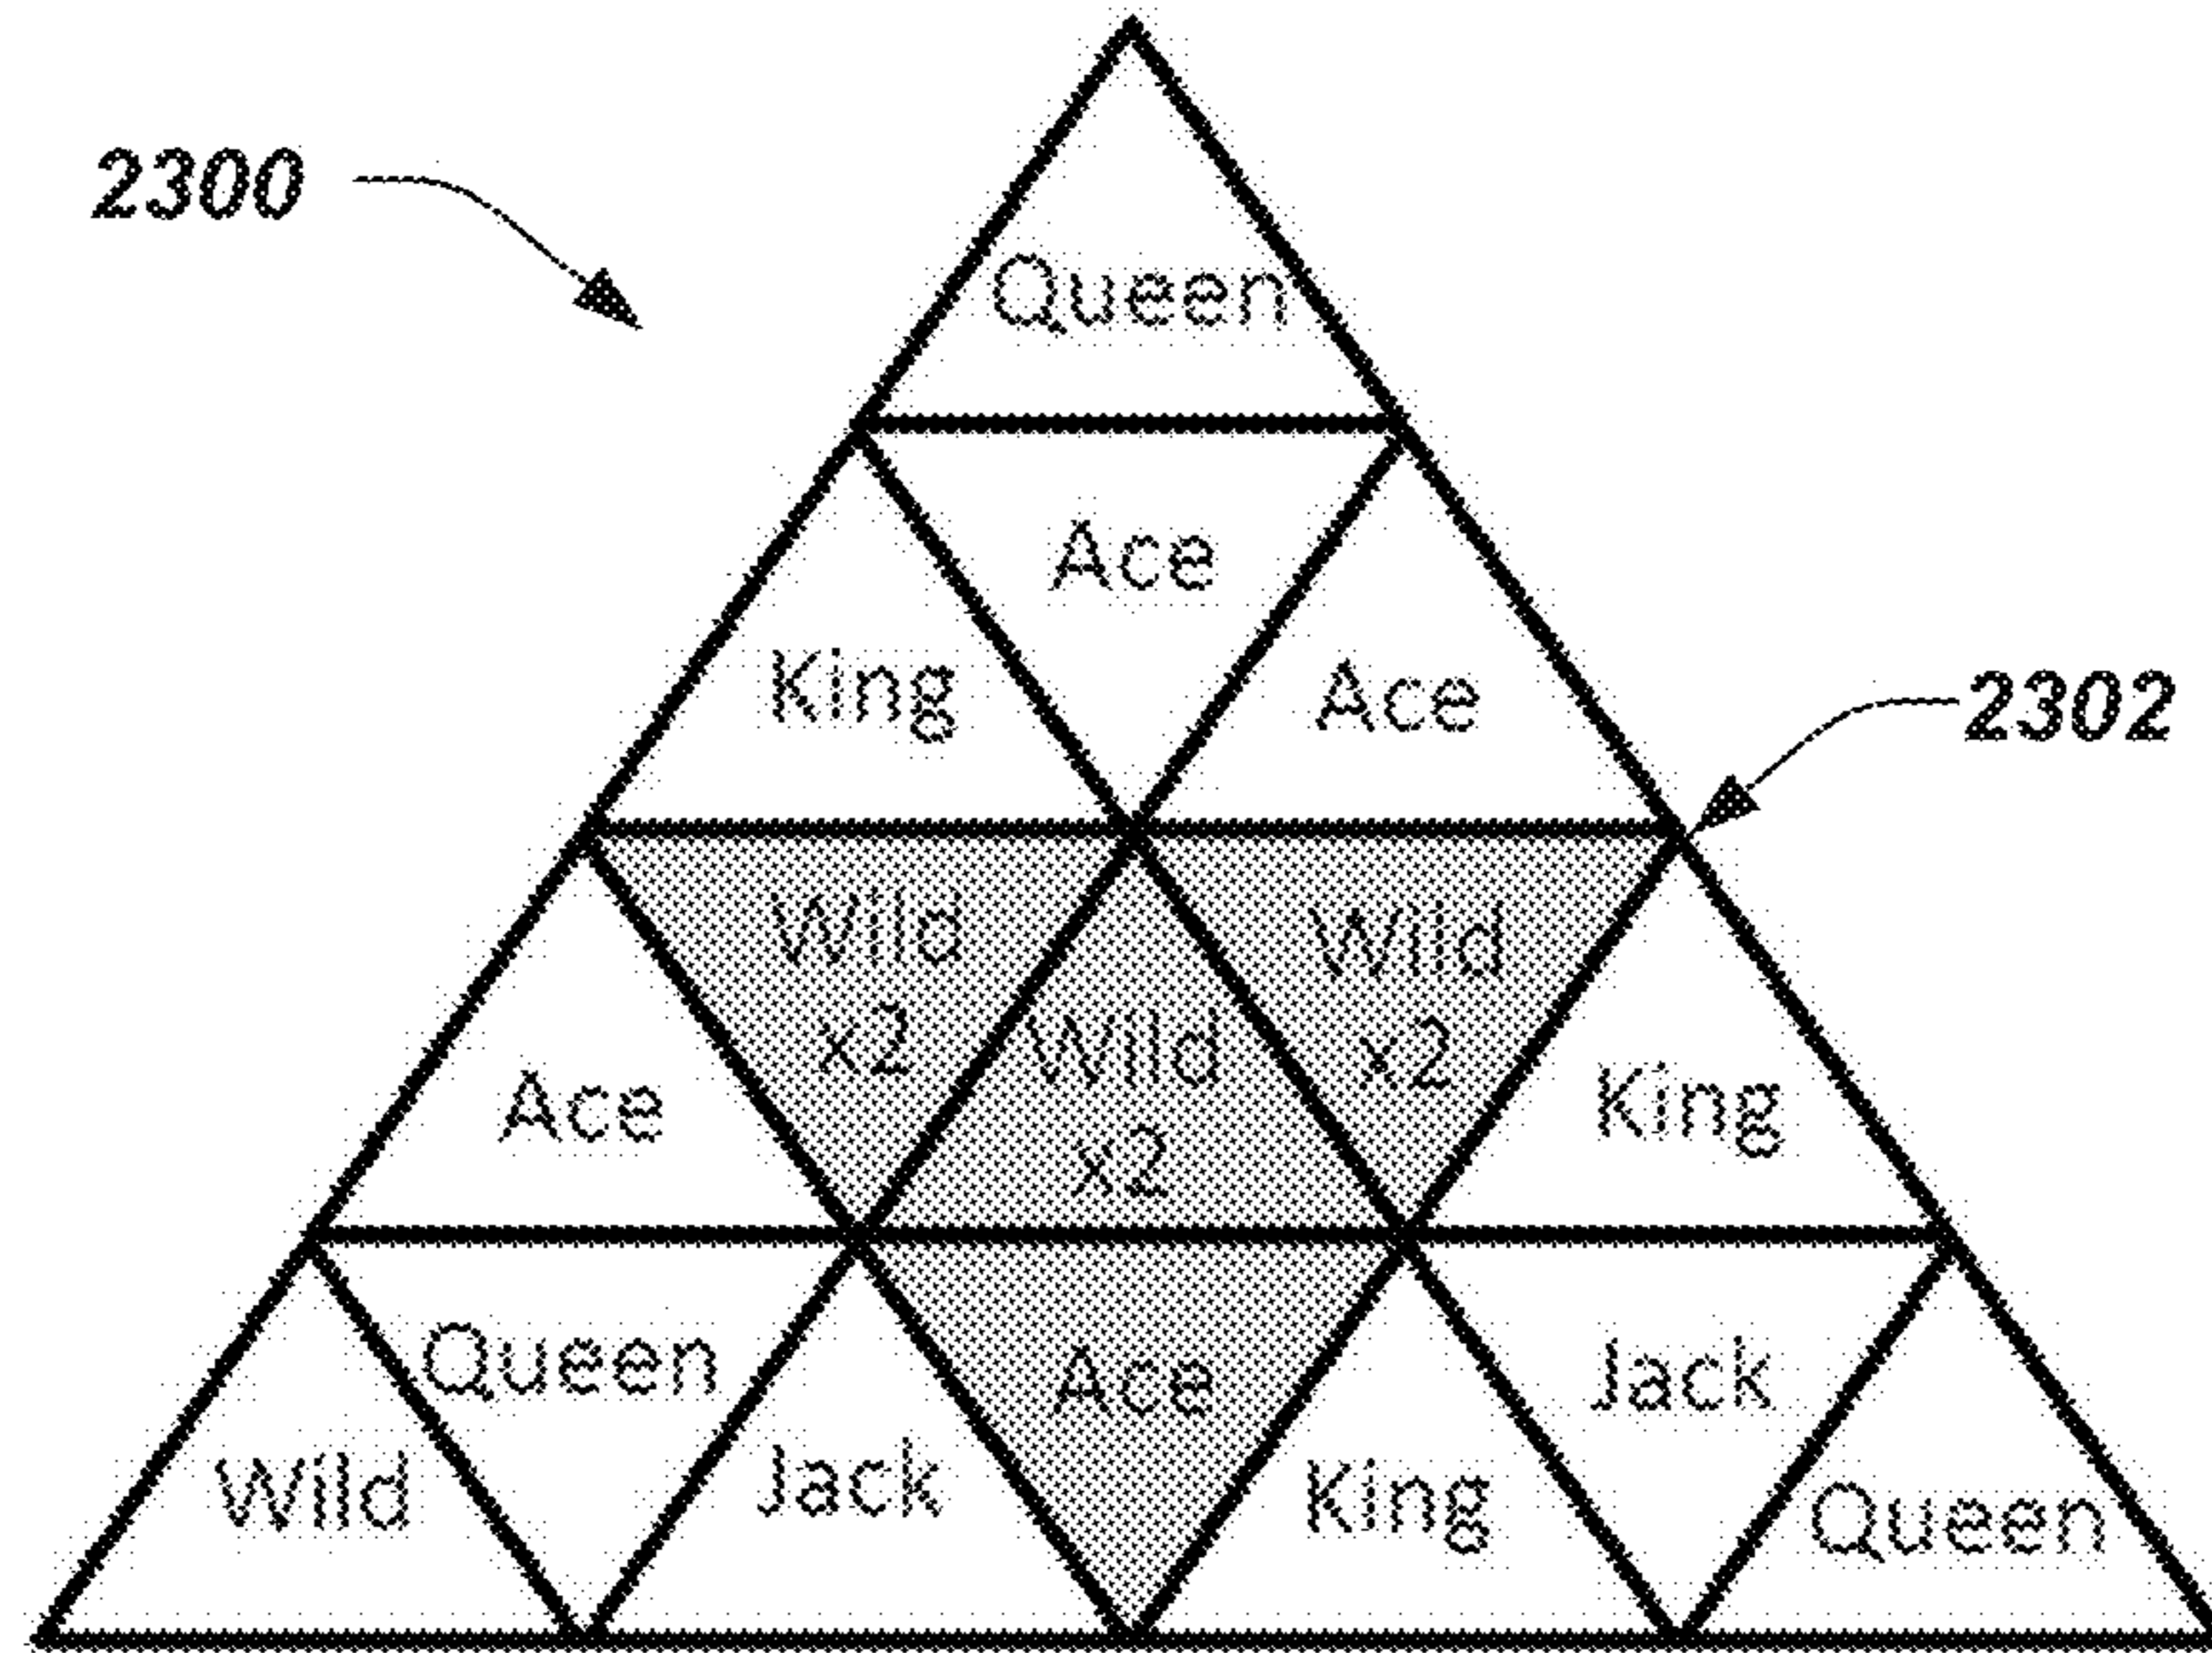 2300
Queen
Ace
King
Ace
2302
Wild
x2
Wild
x2
Wild
x2
Ace
King
Queen
Ace
Jack
Wild
Jack
King
Queen